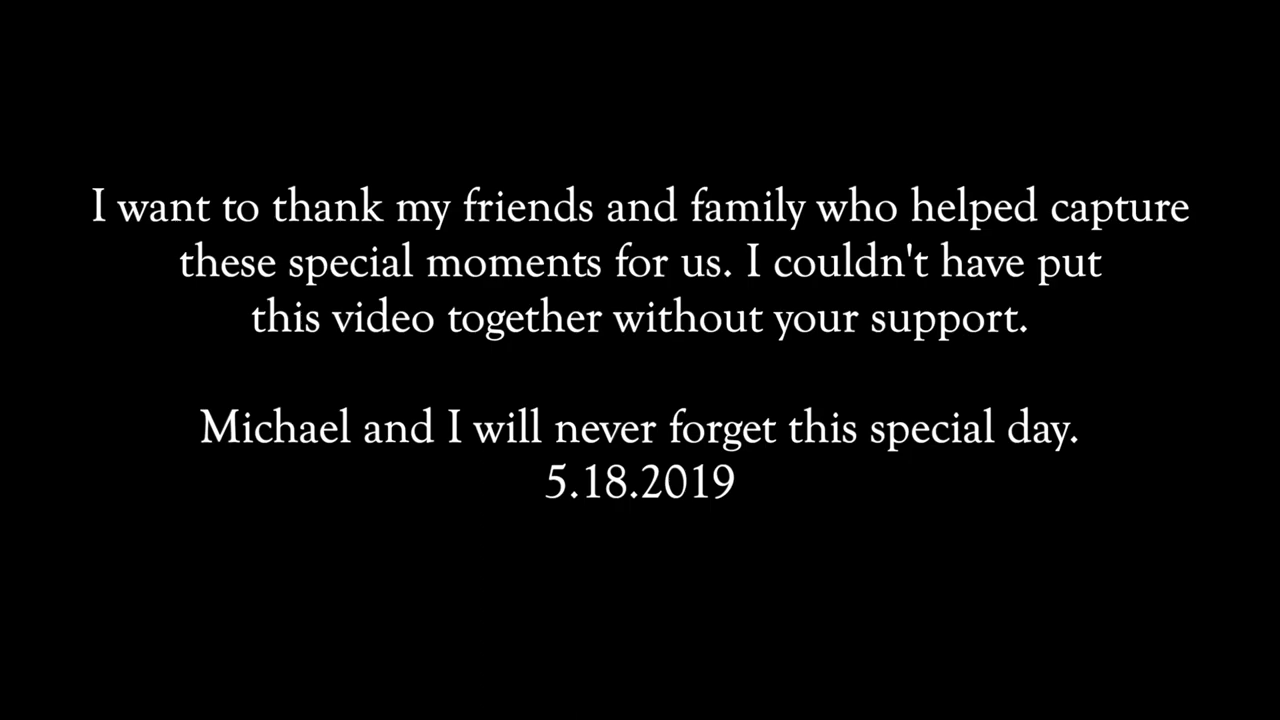 I want to thank my friends and family who helped capture
these special moments for us. I couldn't have put
this video together without your support.
Michael and I will never forget this special day.
5.18.2019